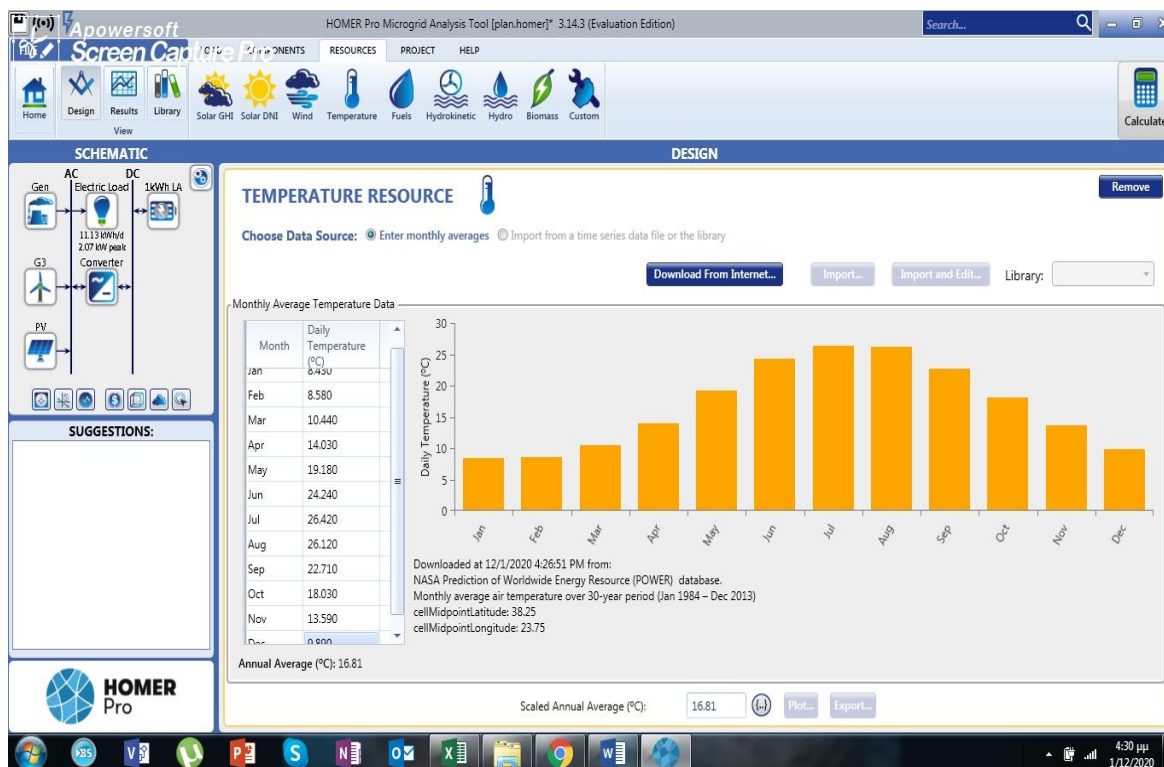 HOMER Pro Microgrid Analysis Tool [plan.homer]* 3.14.3 (Evaluation Edition)
Search...
Apowersoft
Screen Capture Pro
FILE
LOAD COMPONENTS RESOURCES PROJECT HELP
Home
Design
Results
Library
View
Solar GHI
Solar DNI
Wind
Temperature
Fuels
Hydrokinetic
Hydro
Biomass
Custom
Calculate
SCHEMATIC
DESIGN
AC
DC
Gen
Electric Load
1kWh LA
11.13 kWh/d
2.07 kW peak
G3
Converter
PV
SUGGESTIONS:
HOMER
Pro
TEMPERATURE RESOURCE
Remove
Choose Data Source: Enter monthly averages Import from a time series data file or the library
Download From Internet... Import... Import and Edit... Library:
Monthly Average Temperature Data
Month
Daily
Temperature
(ºC)
Jan 8.430
Feb 8.580
Mar 10.440
Apr 14.030
May 19.180
Jun 24.240
Jul 26.420
Aug 26.120
Sep 22.710
Oct 18.030
Nov 13.590
Dec 9.890
Annual Average (ºC): 16.81
Daily Temperature (ºC)
30
25
20
15
10
5
0
Jan Feb Mar Apr May Jun Jul Aug Sep Oct Nov Dec
Downloaded at 12/1/2020 4:26:51 PM from:
NASA Prediction of Worldwide Energy Resource (POWER) database.
Monthly average air temperature over 30-year period (Jan 1984 – Dec 2013)
cellMidpointLatitude: 38.25
cellMidpointLongitude: 23.75
Scaled Annual Average (ºC): 16.81 {..} Plot... Export...
BS
4:30 μμ
1/12/2020